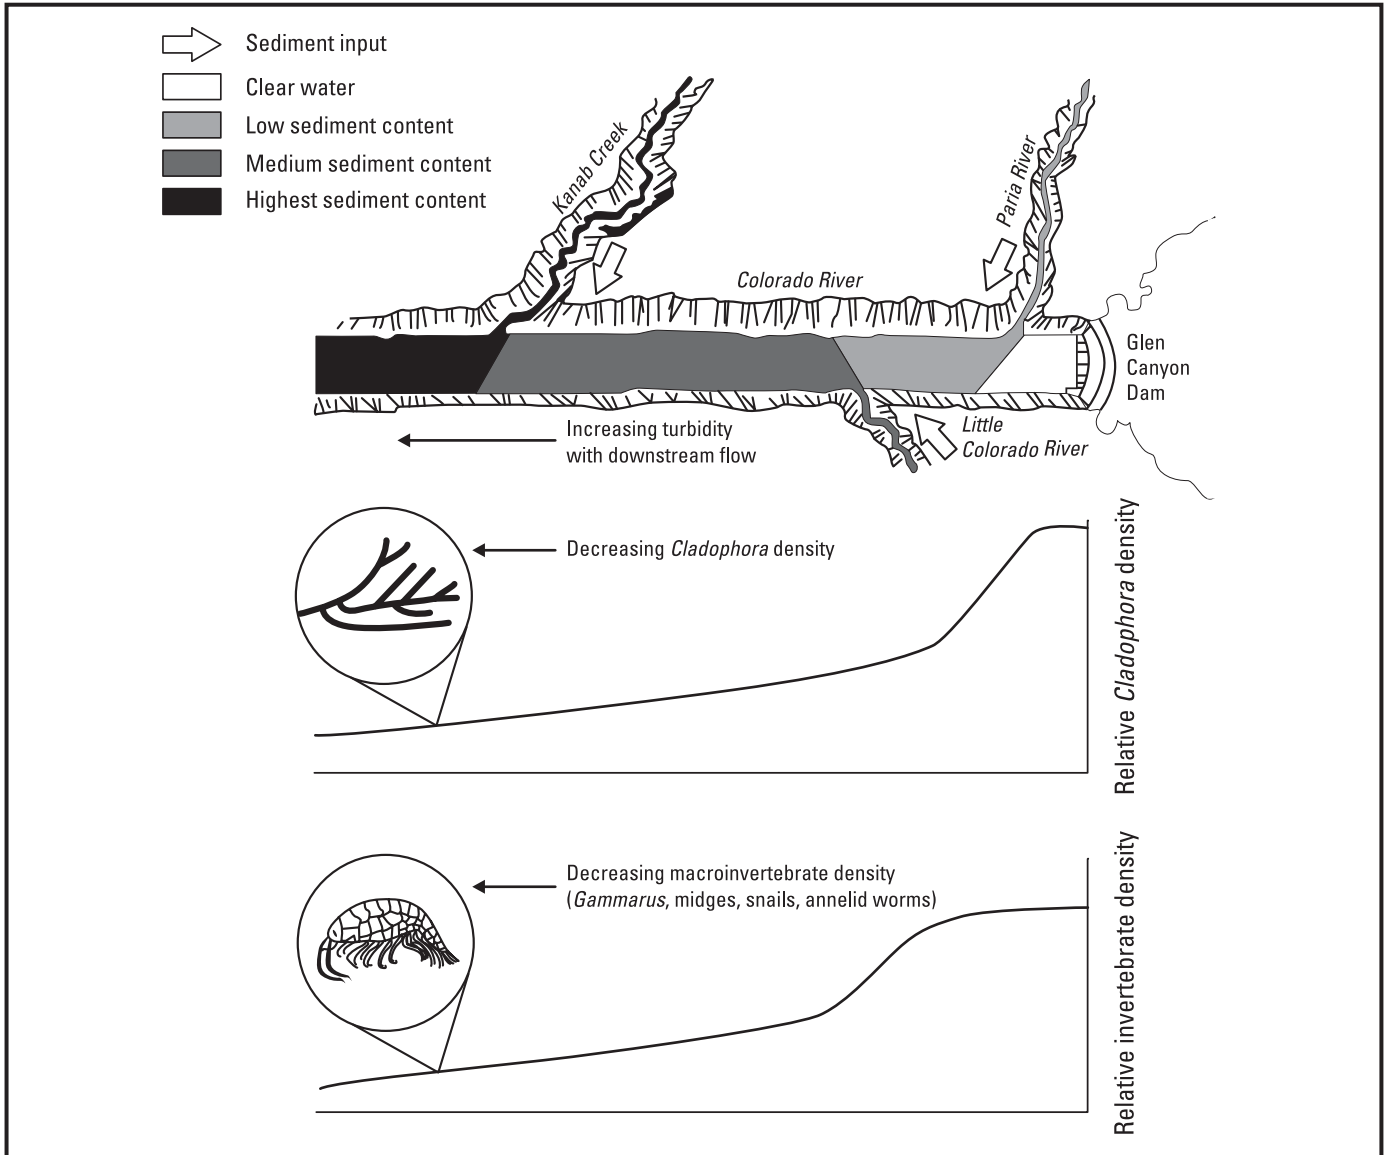 Sediment input
Clear water
Low sediment content
Medium sediment content
Highest sediment content
Kanab Creek
Paria River
Colorado River
Glen
Canyon
Dam
Little
Colorado River
Increasing turbidity
with downstream flow
Decreasing Cladophora density
Relative Cladophora density
Decreasing macroinvertebrate density
(Gammarus, midges, snails, annelid worms)
Relative invertebrate density